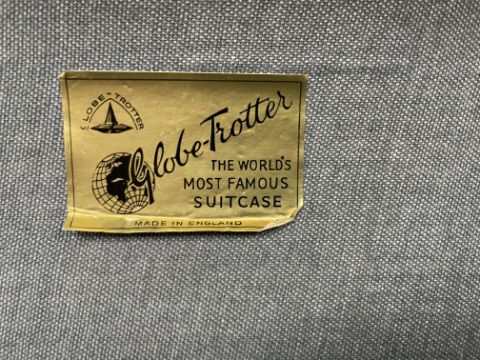 GLOBE-TROTTER
Globe-Trotter
THE WORLD'S
MOST FAMOUS
SUITCASE
MADE IN ENGLAND